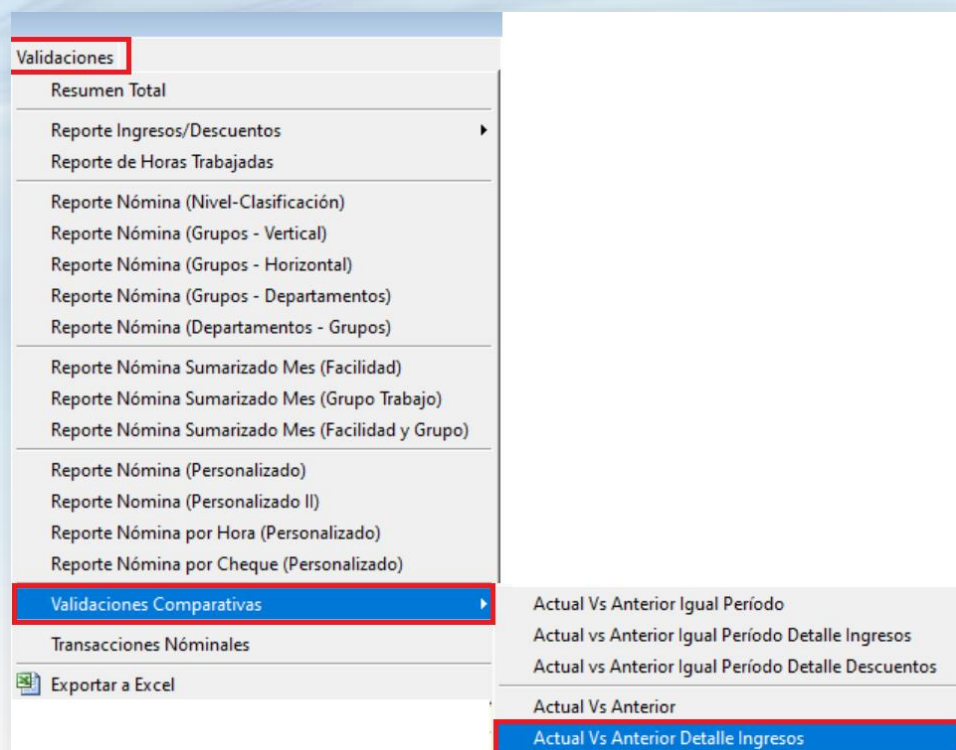 Validaciones
Resumen Total
Reporte Ingresos/Descuentos
Reporte de Horas Trabajadas
Reporte Nómina (Nivel-Clasificación)
Reporte Nómina (Grupos - Vertical)
Reporte Nómina (Grupos - Horizontal)
Reporte Nómina (Grupos - Departamentos)
Reporte Nómina (Departamentos - Grupos)
Reporte Nómina Sumarizado Mes (Facilidad)
Reporte Nómina Sumarizado Mes (Grupo Trabajo)
Reporte Nómina Sumarizado Mes (Facilidad y Grupo)
Reporte Nómina (Personalizado)
Reporte Nomina (Personalizado II)
Reporte Nómina por Hora (Personalizado)
Reporte Nómina por Cheque (Personalizado)
Validaciones Comparativas
Transacciones Nóminales
Exportar a Excel
Actual Vs Anterior Igual Período
Actual vs Anterior Igual Período Detalle Ingresos
Actual vs Anterior Igual Período Detalle Descuentos
Actual Vs Anterior
Actual Vs Anterior Detalle Ingresos